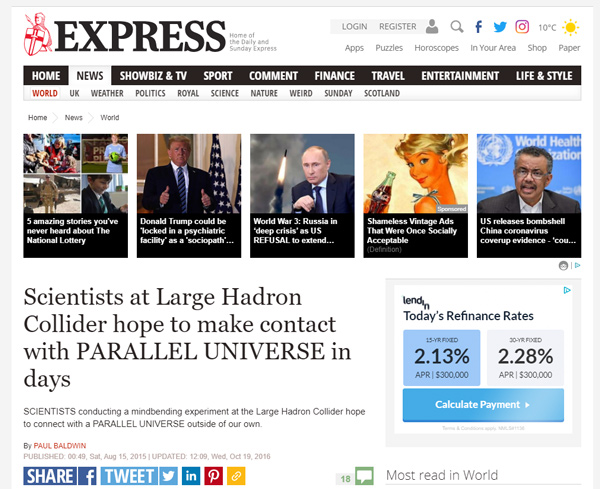 EXPRESS
Home of
the Daily and
Sunday Express
LOGIN REGISTER
10°C
Apps Puzzles Horoscopes In Your Area Shop Paper
HOME NEWS SHOWBIZ & TV SPORT COMMENT FINANCE TRAVEL ENTERTAINMENT LIFE & STYLE
WORLD UK WEATHER POLITICS ROYAL SCIENCE NATURE WEIRD SUNDAY SCOTLAND
Home News World
5 amazing stories you've
never heard about The
National Lottery
Donald Trump could be
'locked in a psychiatric
facility' as a 'sociopath'...
World War 3: Russia in
'deep crisis' as US
REFUSAL to extend...
Sponsored
Shameless Vintage Ads
That Were Once Socially
Acceptable
(Definition)
World Health
US releases bombshell
China coronavirus
coverup evidence - 'cou...
Scientists at Large Hadron
Collider hope to make contact
with PARALLEL UNIVERSE in
days
SCIENTISTS conducting a mindbending experiment at the Large Hadron Collider hope
to connect with a PARALLEL UNIVERSE outside of our own.
By PAUL BALDWIN
PUBLISHED: 00:49, Sat, Aug 15, 2015 | UPDATED: 12:09, Wed, Oct 19, 2016
SHARE f TWEET in
18
lendin
Today's Refinance Rates
15-YR FIXED
2.13%
APR | $300,000
30-YR FIXED
2.28%
APR | $300,000
Calculate Payment
Most read in World